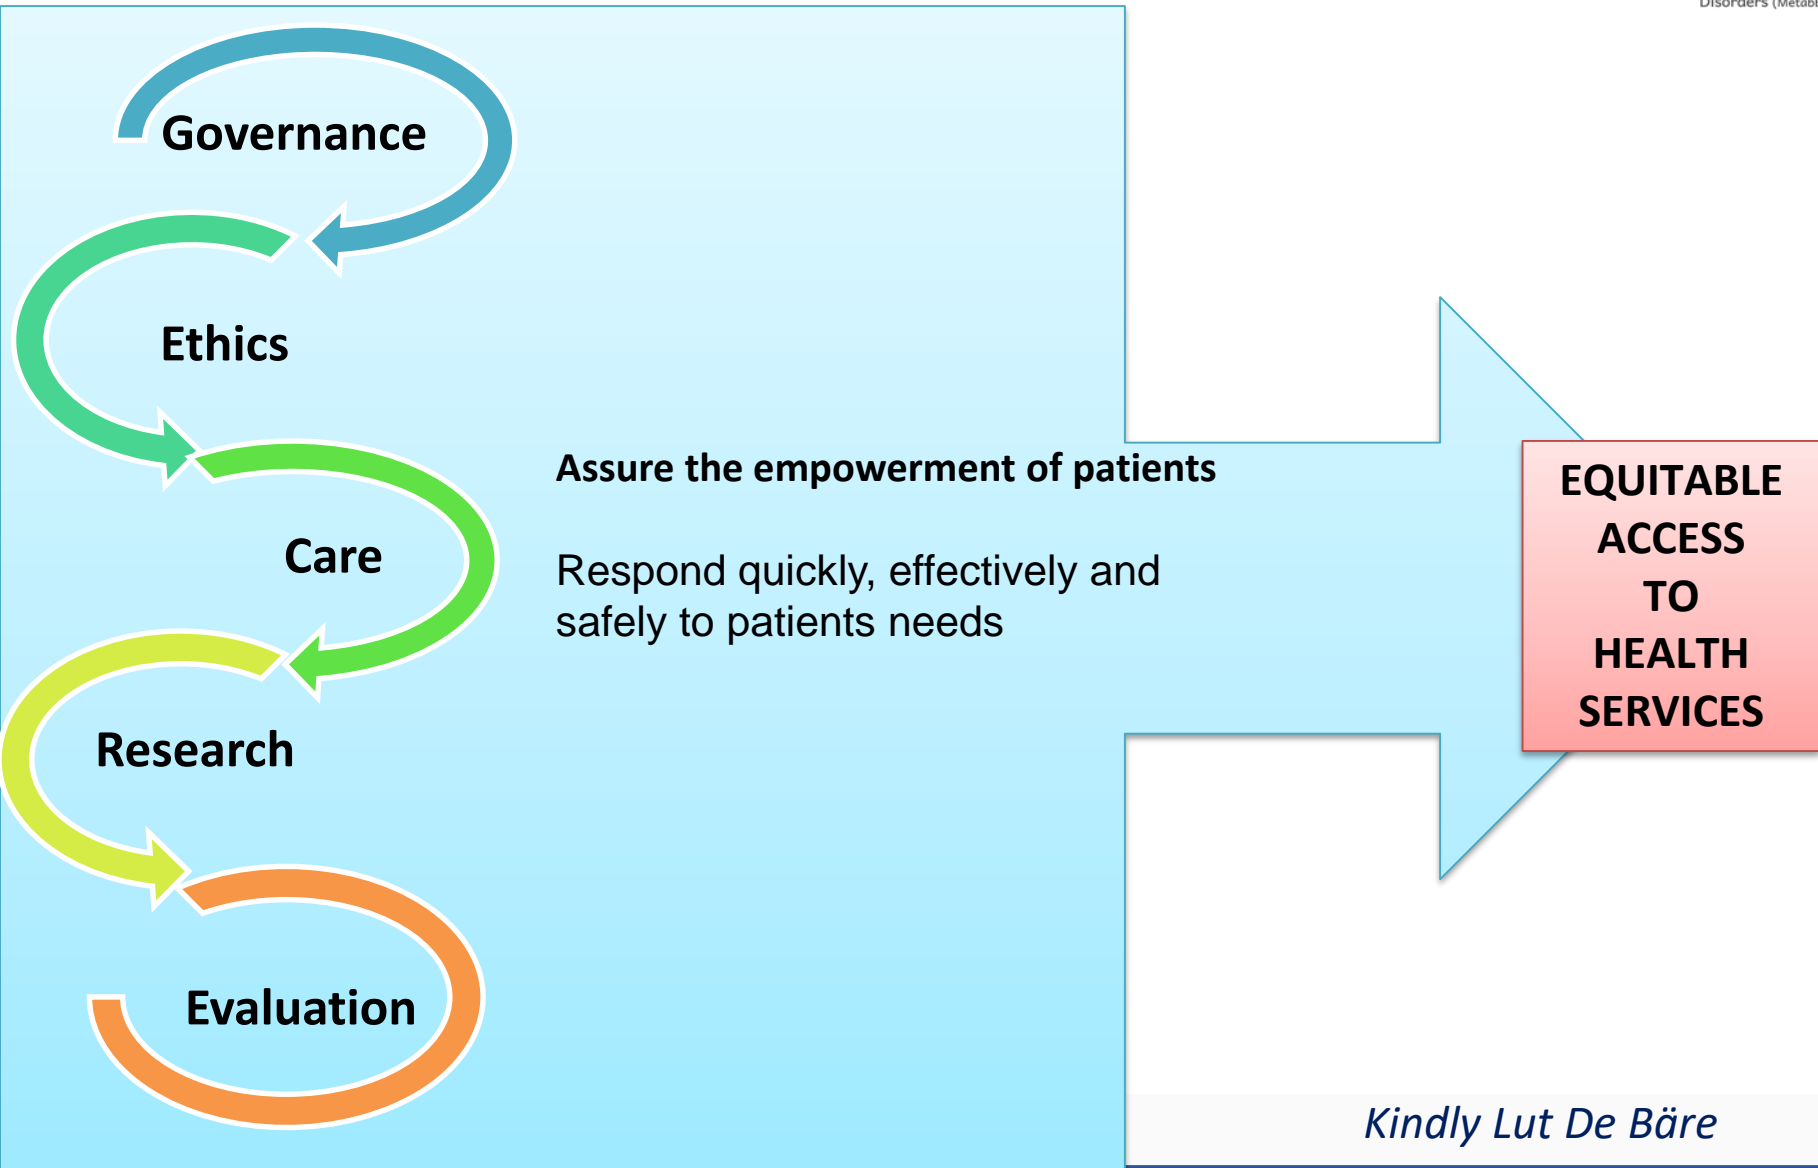 Disorders
Governance
Ethics
Care
Research
Evaluation
Assure the empowerment of patients
Respond quickly, effectively and
safely to patients needs
EQUITABLE
ACCESS
TO
HEALTH
SERVICES
Kindly Lut De Bäre